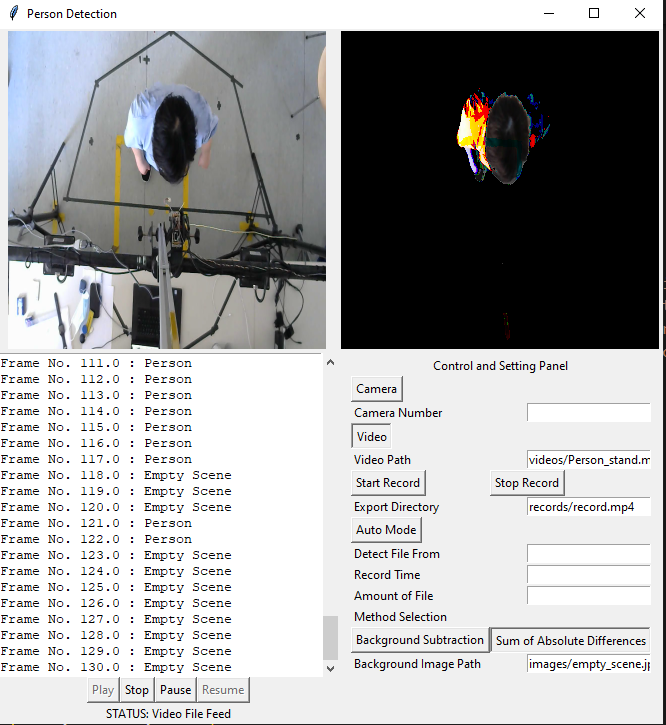 Person Detection
Frame No. 111.0 : Person
Frame No. 112.0 : Person
Frame No. 113.0 : Person
Frame No. 114.0 : Person
Frame No. 115.0 : Person
Frame No. 116.0 : Person
Frame No. 117.0 : Person
Frame No. 118.0 : Empty Scene
Frame No. 119.0 : Empty Scene
Frame No. 120.0 : Empty Scene
Frame No. 121.0 : Person
Frame No. 122.0 : Person
Frame No. 123.0 : Empty Scene
Frame No. 124.0 : Empty Scene
Frame No. 125.0 : Empty Scene
Frame No. 126.0 : Empty Scene
Frame No. 127.0 : Empty Scene
Frame No. 128.0 : Empty Scene
Frame No. 129.0 : Empty Scene
Frame No. 130.0 : Empty Scene
Play Stop Pause Resume
STATUS: Video File Feed
Control and Setting Panel
Camera
Camera Number
Video
Video Path videos/Person_stand.m
Start Record Stop Record
Export Directory records/record.mp4
Auto Mode
Detect File From
Record Time
Amount of File
Method Selection
Background Subtraction Sum of Absolute Differences
Background Image Path images/empty_scene.jp